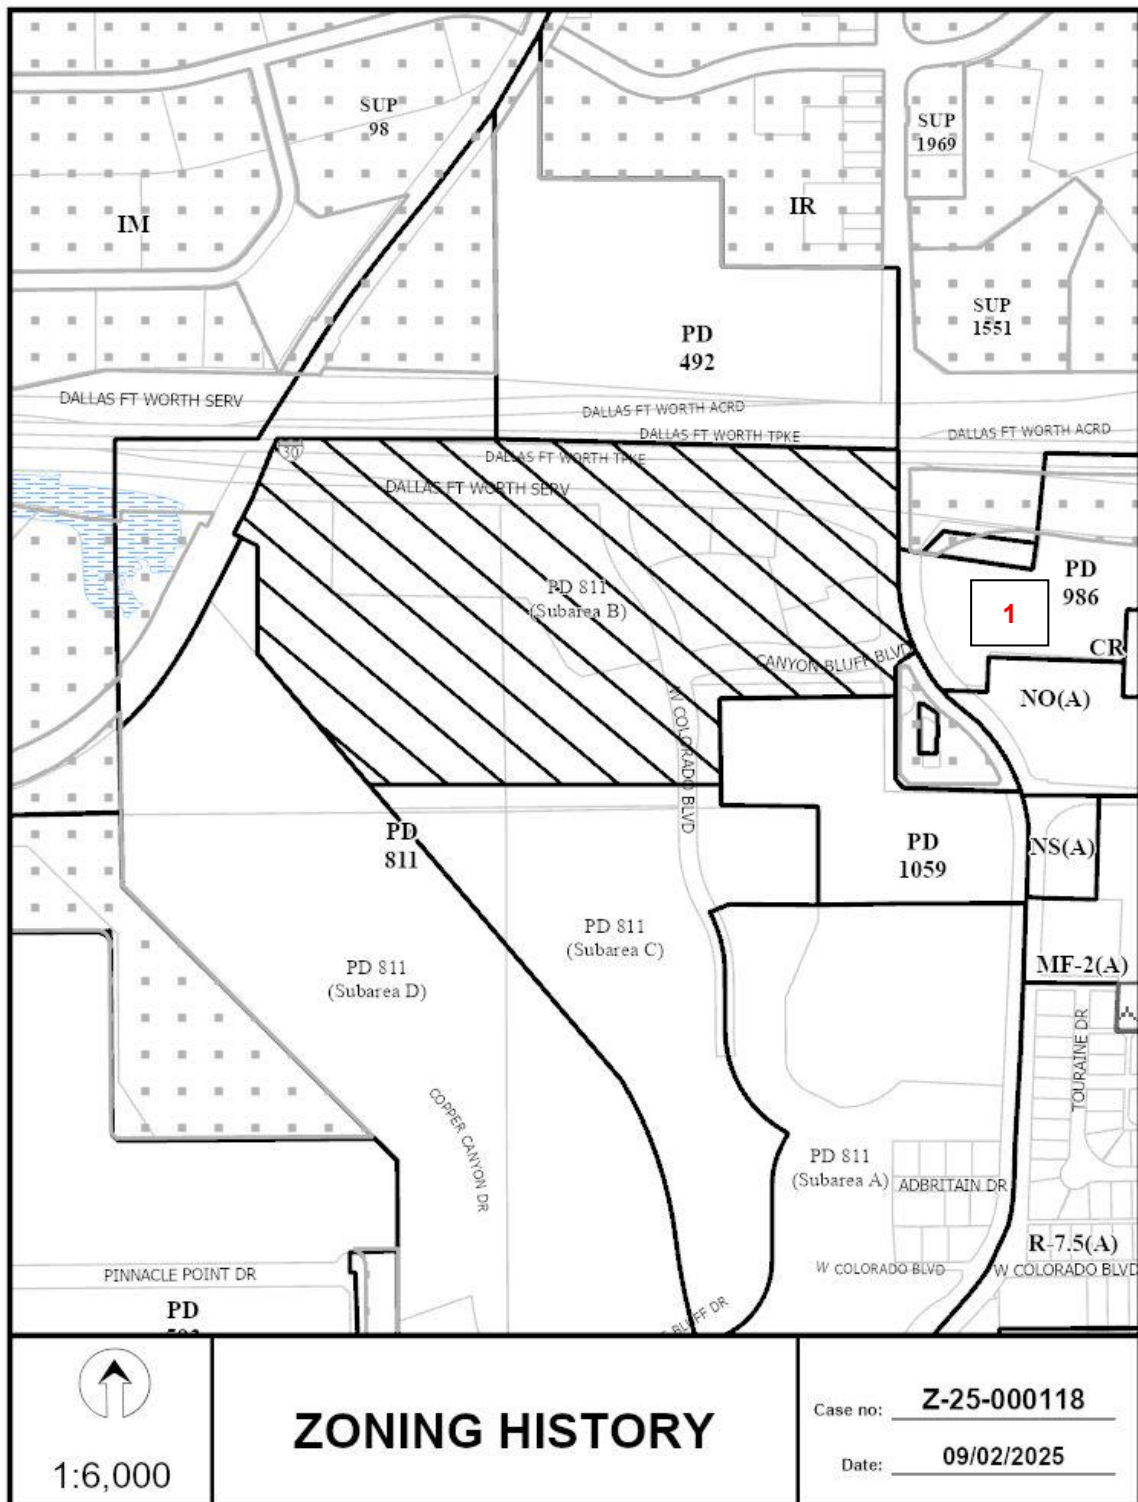 SUP
98
SUP
1969
IM
IR
SUP
1551
PD
492
DALLAS FT WORTH SERV
DALLAS FT WORTH ACRD
DALLAS FT WORTH TPKE
DALLAS FT WORTH ACRD
30
DALLAS FT WORTH TPKE
DALLAS FT WORTH SERV
PD 811
(Subarea B)
PD
986
1
CR
CANYON BLUFF BLVD
NO(A)
W COLORADO BLVD
PD
811
PD
1059
NS(A)
PD 811
(Subarea C)
PD 811
(Subarea D)
MF-2(A)
TOURAINE DR
COPPER CANYON DR
PD 811
(Subarea A)
ADBRITAIN DR
R-7.5(A)
W COLORADO BLVD
W COLORADO BLVD
PINNACLE POINT DR
PD
BLUFF DR
1:6,000
ZONING HISTORY
Case no: Z-25-000118
Date: 09/02/2025